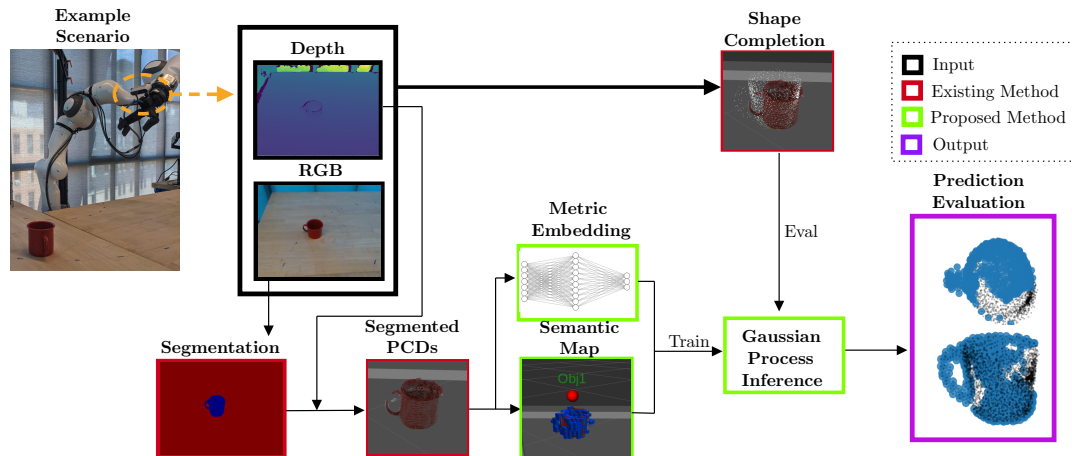 Example
Scenario
Depth
RGB
Shape
Completion
Input
Existing Method
Proposed Method
Output
Prediction
Evaluation
Metric
Embedding
Eval
Segmentation
Segmented
PCDs
Semantic
Map
Obj1
Train
Gaussian
Process
Inference